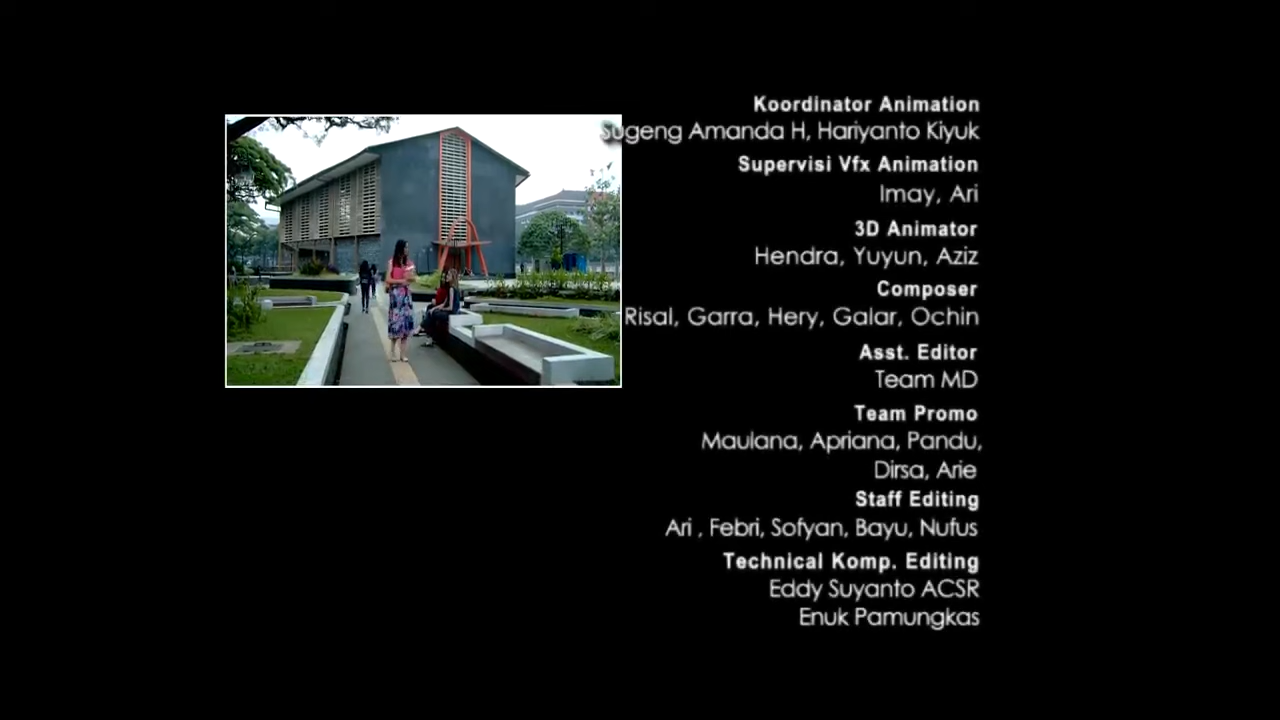 Koordinator Animation
Sugeng Amanda H, Hariyanto Kiyuk
Supervisi Vfx Animation
Imay, Ari
3D Animator
Hendra, Yuyun, Aziz
Composer
Risal, Garra, Hery, Galar, Ochin
Asst. Editor
Team MD
Team Promo
Maulana, Apriana, Pandu,
Dirsa, Arie
Staff Editing
Ari , Febri, Sofyan, Bayu, Nufus
Technical Komp. Editing
Eddy Suyanto ACSR
Enuk Pamungkas